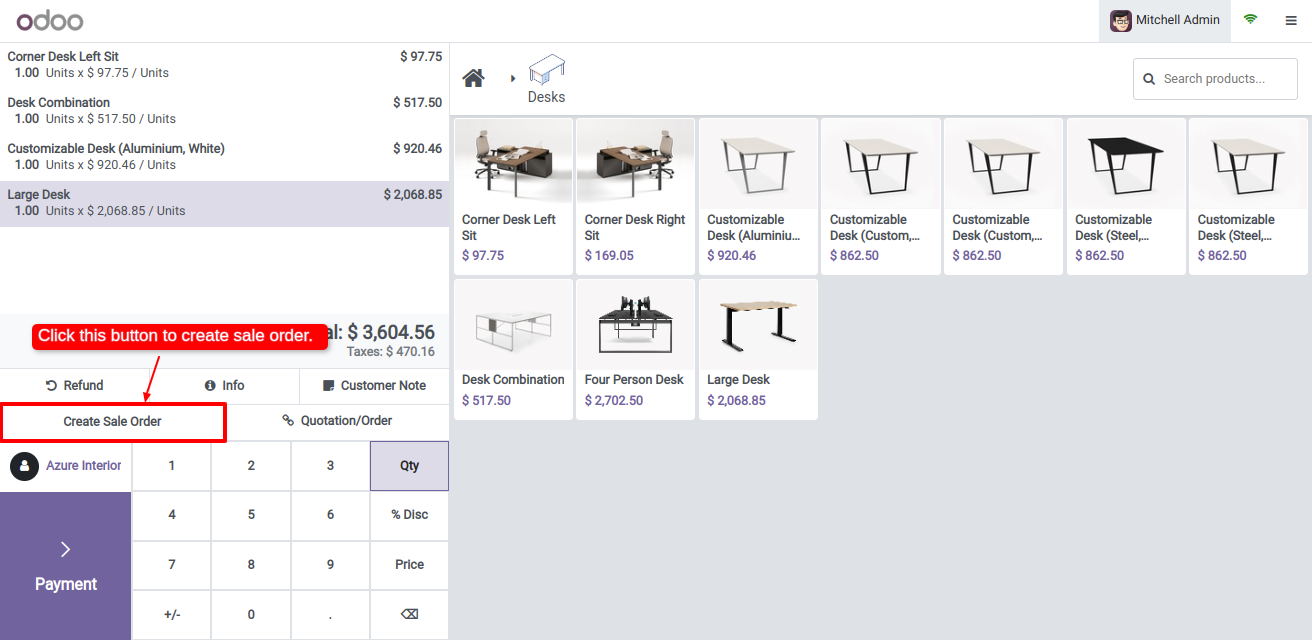 odoo
Mitchell Admin
Corner Desk Left Sit $ 97.75
1.00 Units x $ 97.75 / Units
Desk Combination $ 517.50
1.00 Units x $ 517.50 / Units
Customizable Desk (Aluminium, White) $ 920.46
1.00 Units x $ 920.46 / Units
Large Desk $ 2,068.85
1.00 Units x $ 2,068.85 / Units
Click this button to create sale order.
al: $ 3,604.56
Taxes: $ 470.16
Refund
Info
Customer Note
Create Sale Order
Quotation/Order
Azure Interior
1 2 3 Qty
4 5 6 % Disc
7 8 9 Price
+/- 0 .
Payment
Desks
Search products...
Corner Desk Left
Sit
$ 97.75
Corner Desk Right
Sit
$ 169.05
Customizable
Desk (Aluminiu...
$ 920.46
Customizable
Desk (Custom,...
$ 862.50
Customizable
Desk (Custom,...
$ 862.50
Customizable
Desk (Steel,...
$ 862.50
Customizable
Desk (Steel,...
$ 862.50
Desk Combination
$ 517.50
Four Person Desk
$ 2,702.50
Large Desk
$ 2,068.85